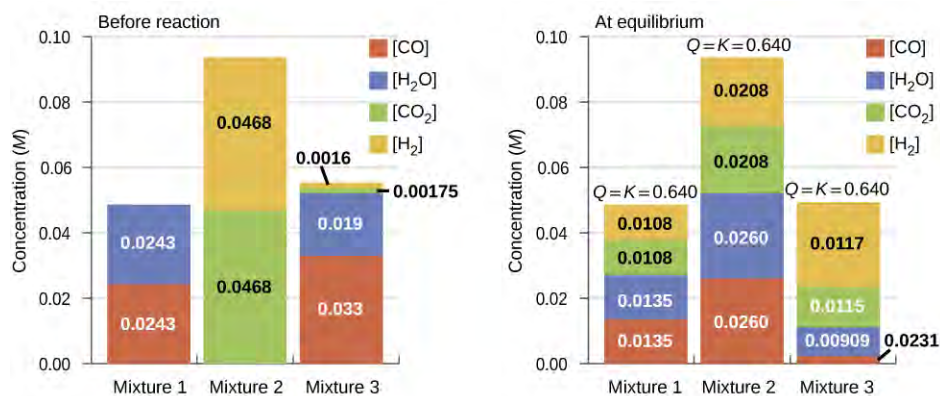 Before reaction
0.10
0.08
0.06
0.04
0.02
0.00
Concentration (M)
[CO]
[H₂O]
[CO₂]
[H₂]
0.0243
0.0243
0.0468
0.0468
0.0016
0.00175
0.019
0.033
Mixture 1
Mixture 2
Mixture 3
At equilibrium
0.10
0.08
0.06
0.04
0.02
0.00
Concentration (M)
[CO]
[H₂O]
[CO₂]
[H₂]
Q = K = 0.640
0.0108
0.0108
0.0135
0.0135
Q = K = 0.640
0.0208
0.0208
0.0260
0.0260
Q = K = 0.640
0.0117
0.0115
0.00909
0.0231
Mixture 1
Mixture 2
Mixture 3